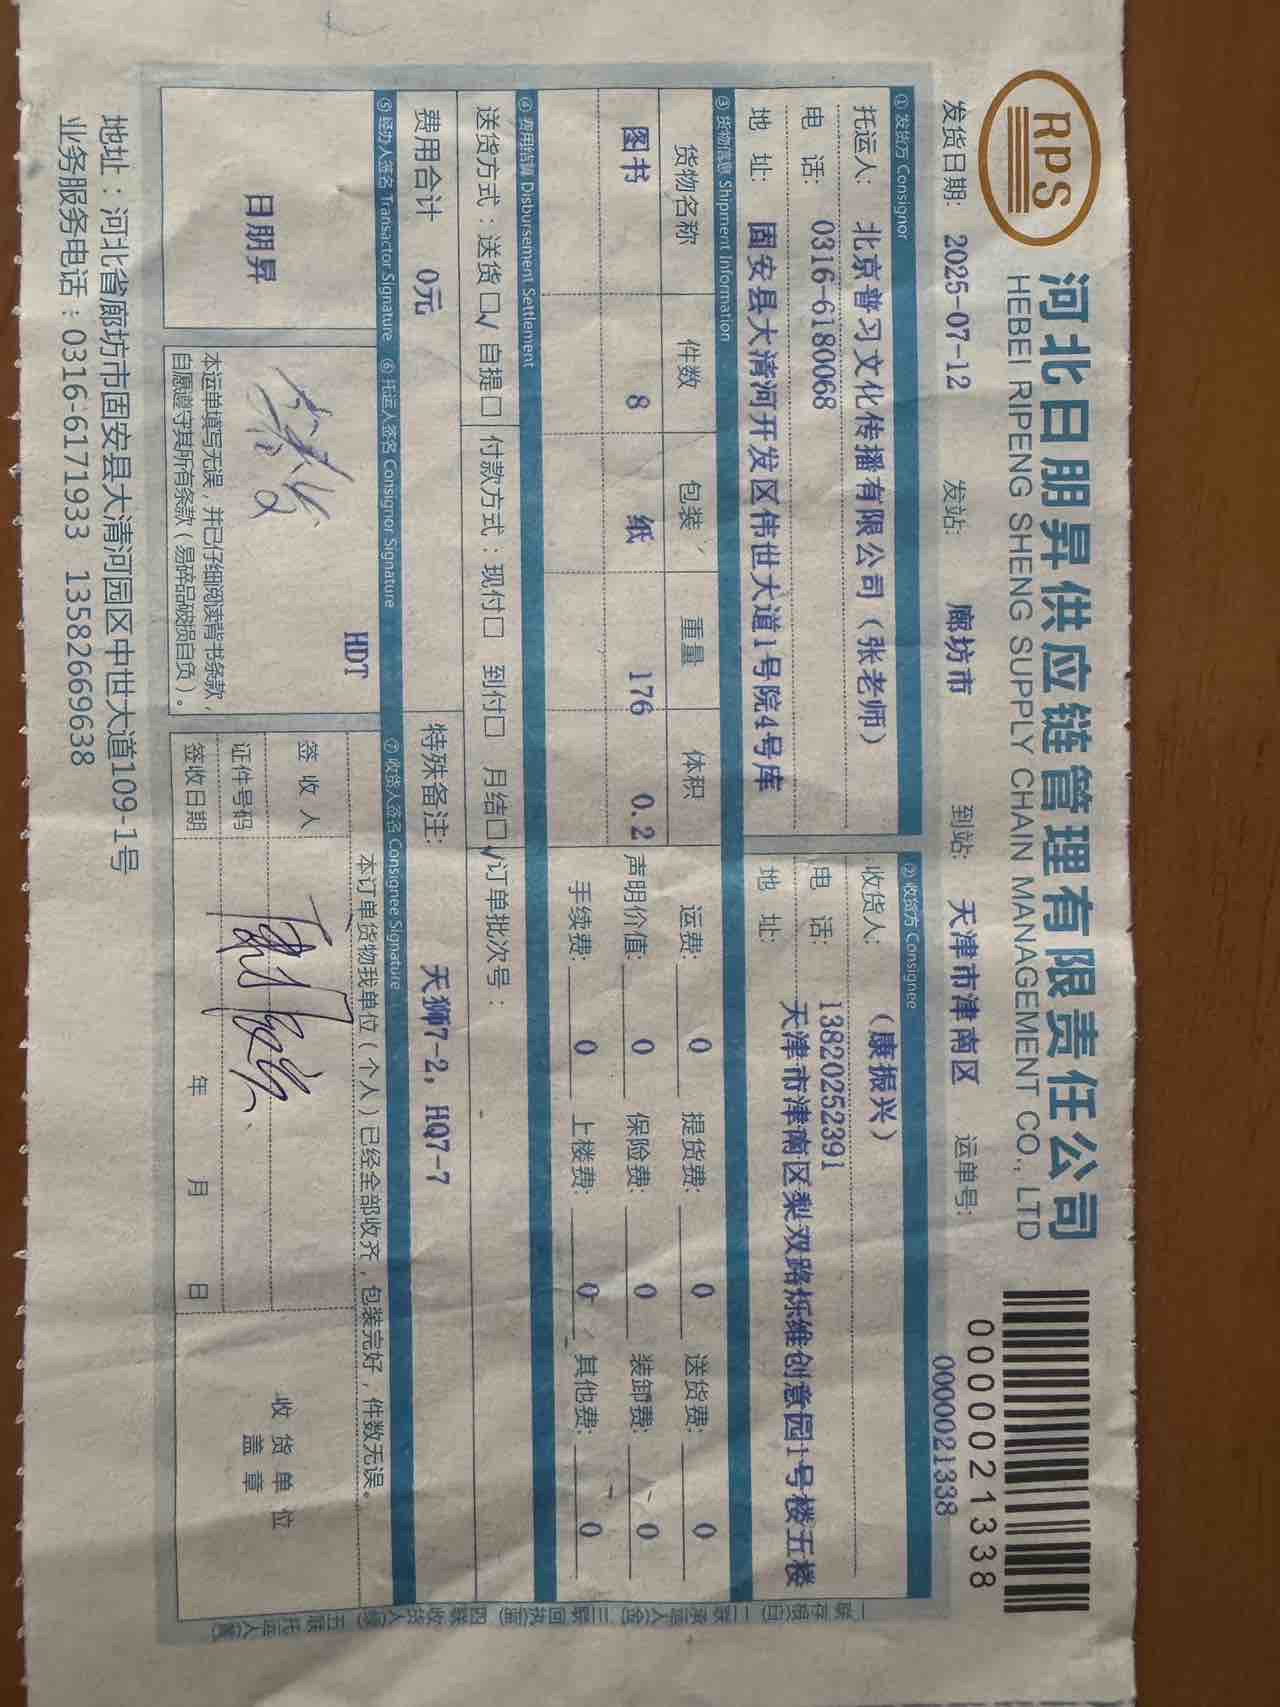 RPS
河北日朋昇供应链管理有限责任公司
HEBEI RIPENG SHENG SUPPLY CHAIN MANAGEMENT CO., LTD
0000021338
发货日期: 2025-07-12 发站: 廊坊市 到站: 天津市津南区 运单号: 0000021338
① 发货方 Consignor
托运人: 北京普习文化传播有限公司（张老师）
电 话: 0316-6180068
地 址: 固安县大清河开发区伟世大道1号院4号库
② 收货方 Consignee
收货人: （康振兴）
电 话: 13820252391
地 址: 天津市津南区梨双路烁维创意园1号楼五楼
③ 货物信息 Shipment Information
货物名称 件数 包装 重量 体积
图书 8 纸 176 0.2
运费: 0 提货费: 0 送货费: 0
声明价值: 0 保险费: 0 装卸费: 0
手续费: 0 上楼费: 0 其他费: 0
④ 费用结算 Disbursement Settlement
送货方式：送货☐√ 自提☐ 付款方式：现付☐ 到付☐ 月结☐√ 订单批次号：
费用合计 0元 特殊备注: 天狮7-2, HQ7-7
⑤ 经办人签名 Transactor Signature ⑥ 托运人签名 Consignor Signature ⑦ 收货人签名 Consignee Signature
日朋昇
HDT
本运单填写无误，并已仔细阅读背书条款，
自愿遵守其所有条款（易碎品破损自负）。
本订单货物我单位（个人）已经全部收齐，包装完好，件数无误。
签 收 人
证件号码
签收日期 年 月 日
收货单位
盖章
地址：河北省廊坊市固安县大清河园区中世大道109-1号
业务服务电话：0316-6171933 13582669638